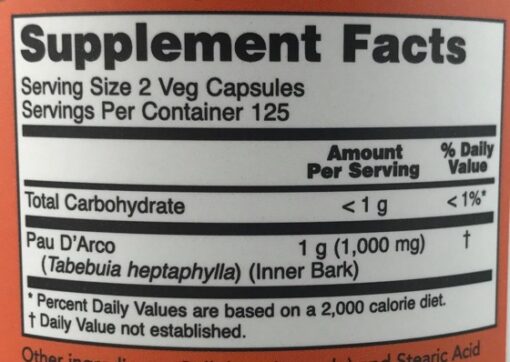 Supplement Facts
Serving Size 2 Veg Capsules
Servings Per Container 125
Amount Per Serving % Daily Value
Total Carbohydrate < 1 g < 1%*
Pau D'Arco 1 g (1,000 mg) †
(Tabebuia heptaphylla) (Inner Bark)
* Percent Daily Values are based on a 2,000 calorie diet.
† Daily Value not established.
Other and Stearic Acid